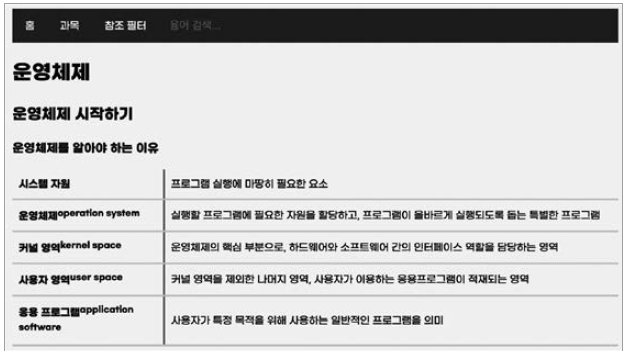 홈 과목 참조 필터 용어 검색...
운영체제
운영체제 시작하기
운영체제를 알아야 하는 이유
시스템 자원 프로그램 실행에 마땅히 필요한 요소
운영체제operation system 실행할 프로그램에 필요한 자원을 할당하고, 프로그램이 올바르게 실행되도록 돕는 특별한 프로그램
커널 영역kernel space 운영체제의 핵심 부분으로, 하드웨어와 소프트웨어 간의 인터페이스 역할을 담당하는 영역
사용자 영역user space 커널 영역을 제외한 나머지 영역, 사용자가 이용하는 응용프로그램이 적재되는 영역
응용 프로그램application
software 사용자가 특정 목적을 위해 사용하는 일반적인 프로그램을 의미